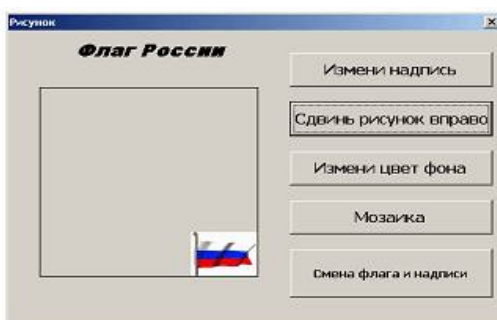 Рисунок
Флаг России
Измени надпись
Сдвинь рисунок вправо
Измени цвет фона
Мозаика
Смена флага и надписи